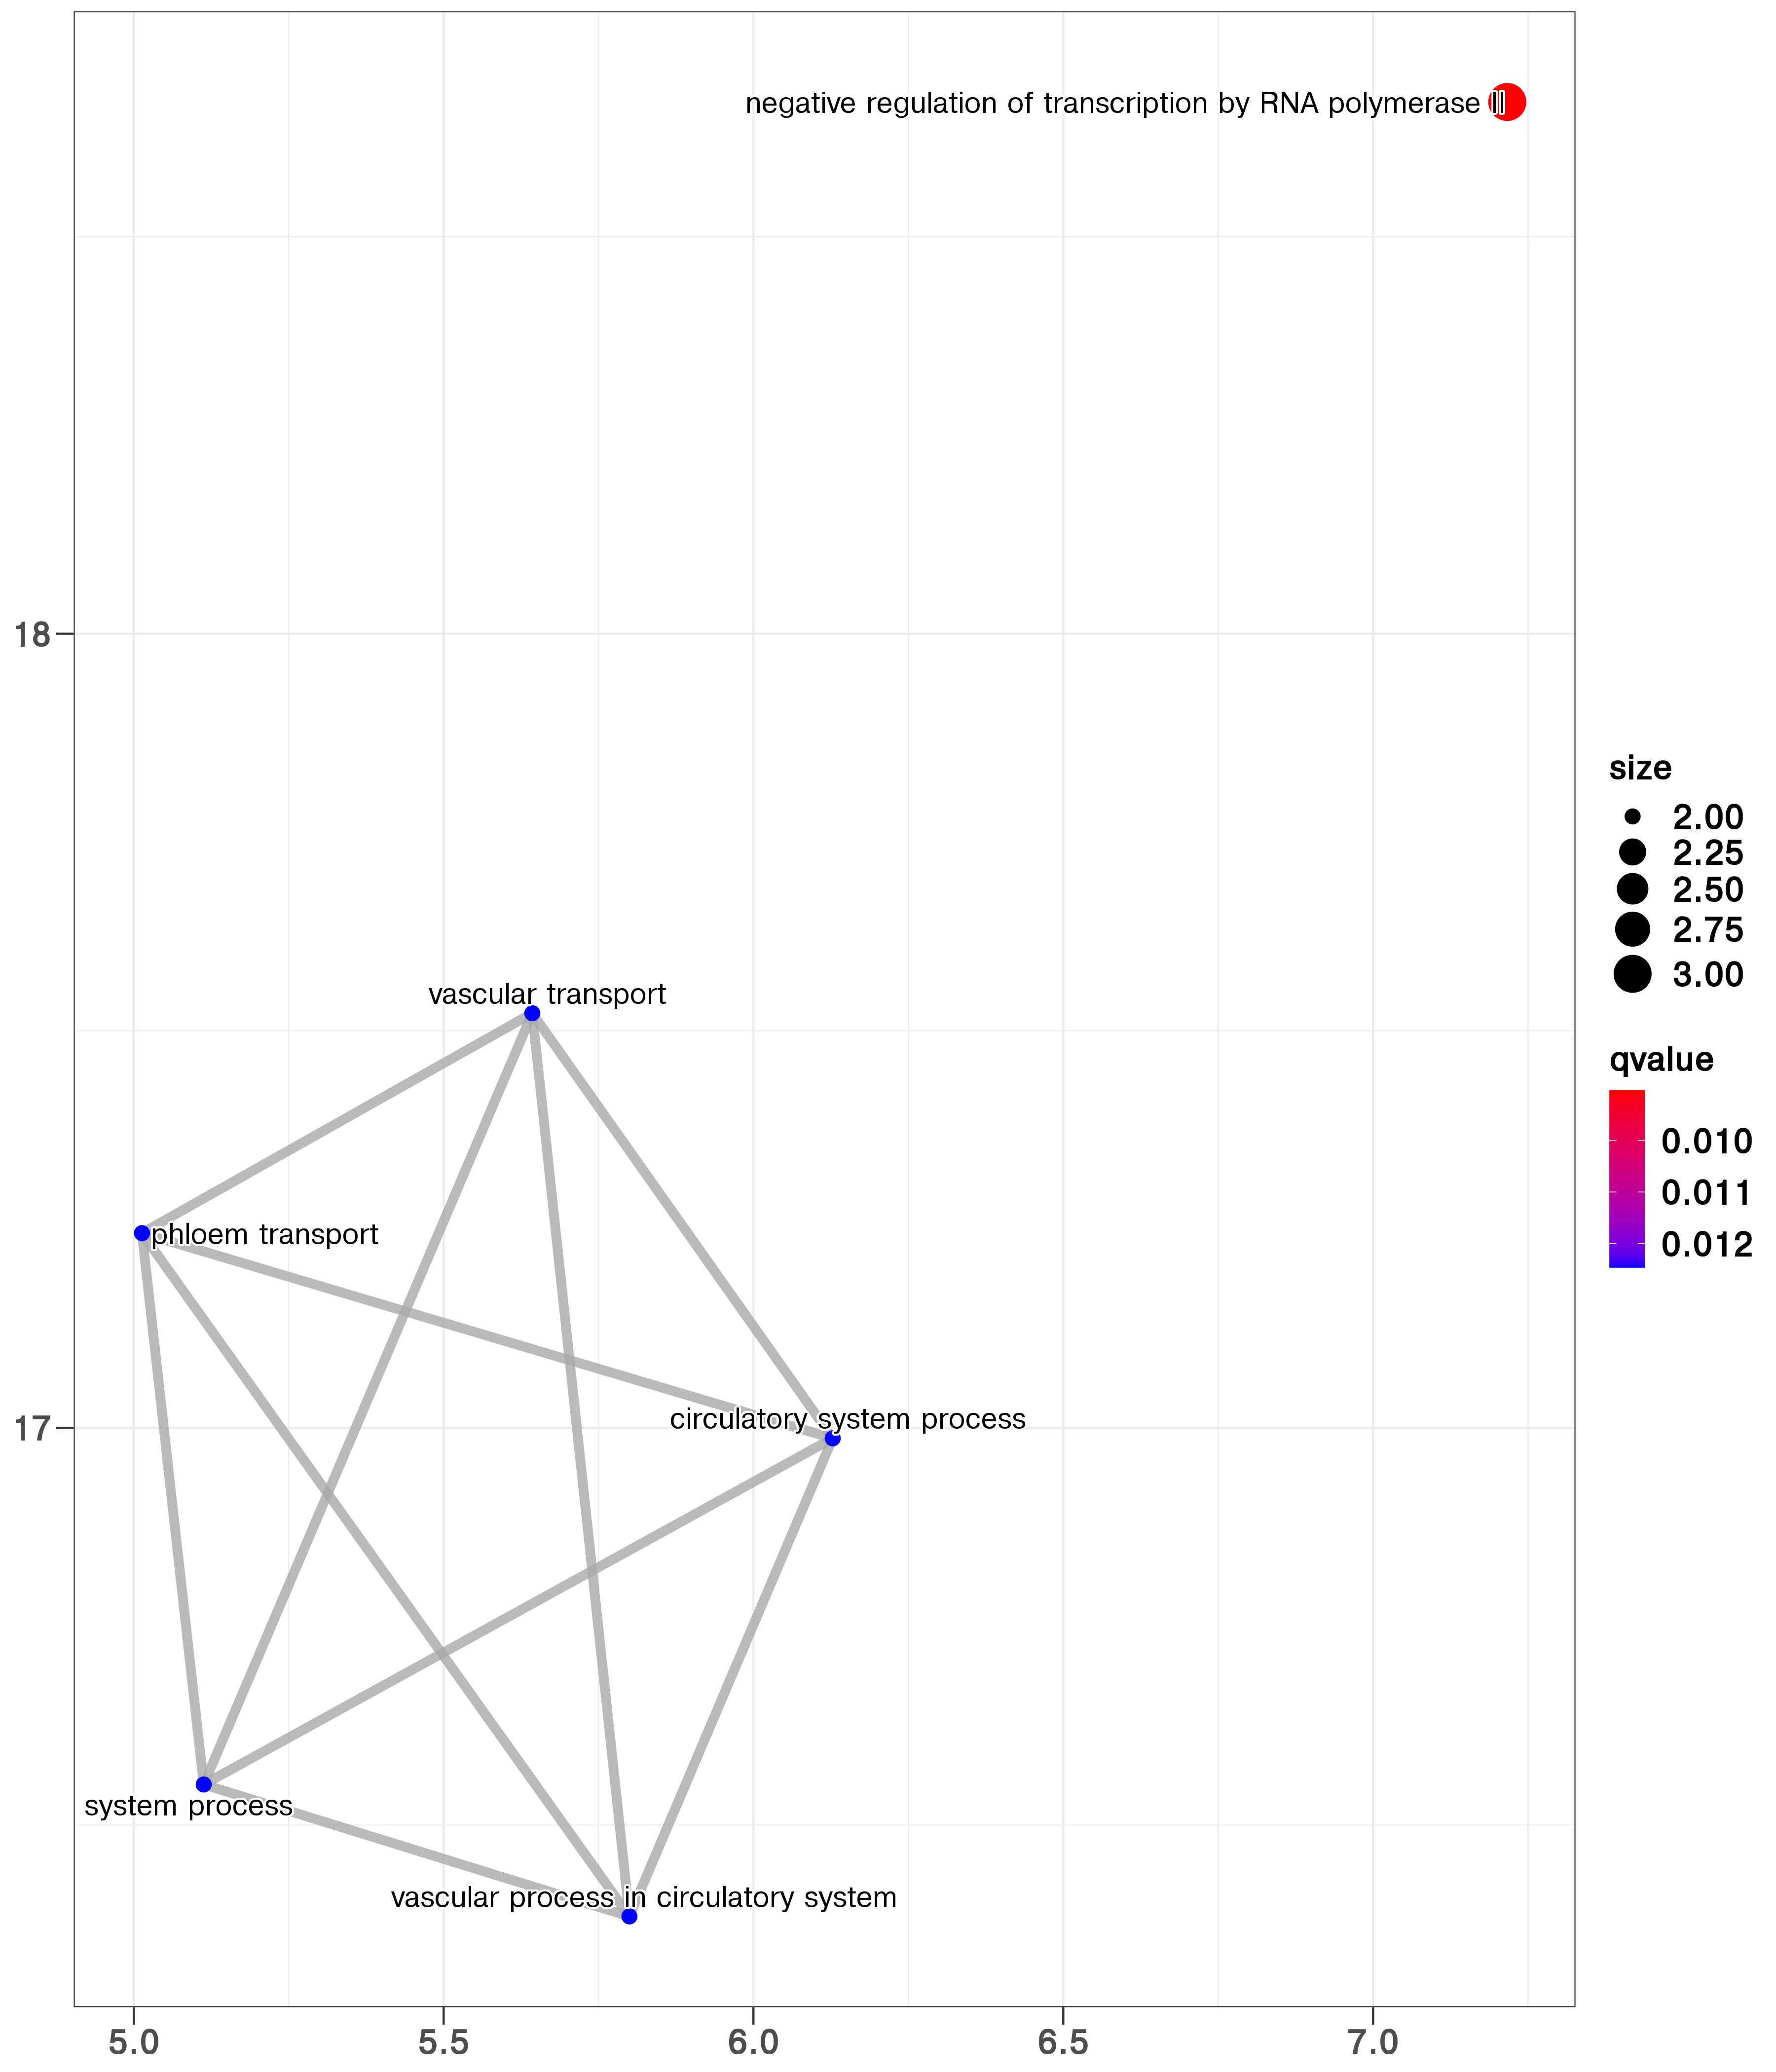 negative regulation of transcription by RNA polymerase II
18
vascular transport
phloem transport
17
circulatory system process
system process
vascular process in circulatory system
5.0
5.5
6.0
6.5
7.0
size
2.00
2.25
2.50
2.75
3.00
qvalue
0.010
0.011
0.012